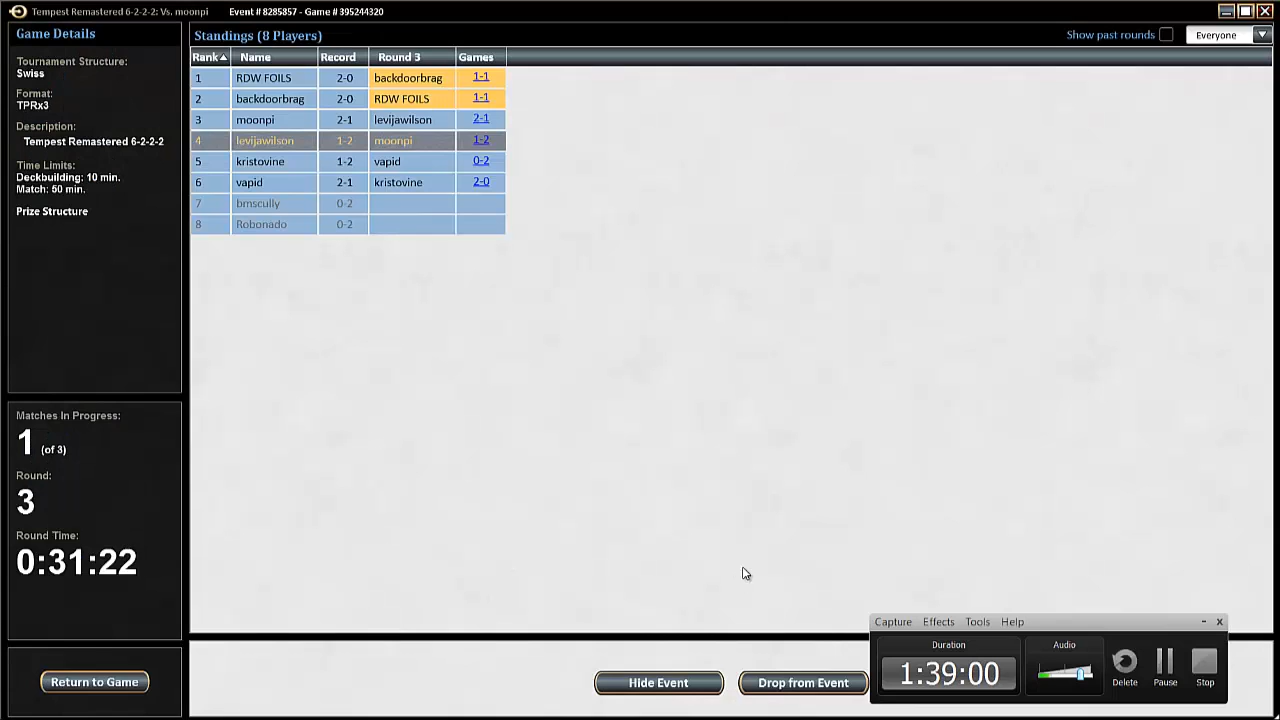 Tempest Remastered 6-2-2-2: Vs. moonpi Event # 8285857 - Game # 395244320
Game Details
Tournament Structure:
Swiss
Format:
TPRx3
Description:
Tempest Remastered 6-2-2-2
Time Limits:
Deckbuilding: 10 min.
Match: 50 min.
Prize Structure
Matches In Progress:
1 (of 3)
Round:
3
Round Time:
0:31:22
Return to Game
Standings (8 Players) Show past rounds Everyone
Rank Name Record Round 3 Games
1 RDW FOILS 2-0 backdoorbrag 1-1
2 backdoorbrag 2-0 RDW FOILS 1-1
3 moonpi 2-1 levijawilson 2-1
4 levijawilson 1-2 moonpi 1-2
5 kristovine 1-2 vapid 0-2
6 vapid 2-1 kristovine 2-0
7 bmscully 0-2
8 Robonado 0-2
Hide Event Drop from Event
Capture Effects Tools Help
Duration Audio
1:39:00
Delete Pause Stop